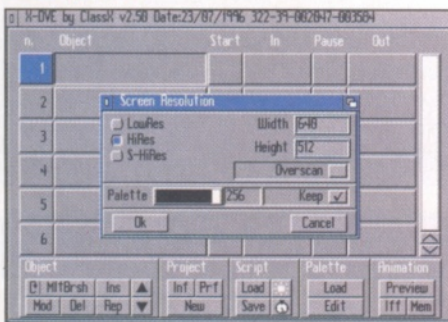 X-DVE by ClassX v2.50 Date:23/07/1996 322-39-002047-003504
n. Object Start In Pause Out
1
2
Screen Resolution
LowRes
HiRes
S-HiRes
Width 640
Height 512
3
Overscan
4
Palette 256 Keep
5
Ok Cancel
6
Object Project Script Palette Animation
MltBrsh Ins Inf Prf Load Load Preview
Mod Del Rep New Save Edit Iff Mem